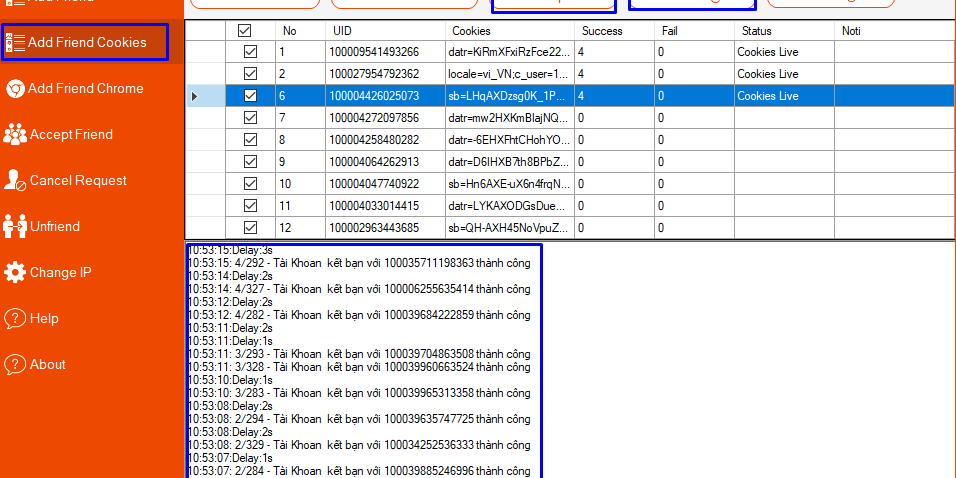 Add Friend Cookies
Add Friend Chrome
Accept Friend
Cancel Request
Unfriend
Change IP
Help
About
No UID Cookies Success Fail Status Noti
1 100009541493266 datr=KiRmXFxiRzFce22... 4 0 Cookies Live
2 100027954792362 locale=vi_VN;c_user=1... 4 0 Cookies Live
6 100004426025073 sb=LHqAXDzsg0K_1P... 4 0 Cookies Live
7 100004272097856 datr=mw2HXKmBlajNQ... 0 0
8 100004258480282 datr=-6EHXFhtCHohYO... 0 0
9 100004064262913 datr=D6IHXB7th8BPbZ... 0 0
10 100004047740922 sb=Hn6AXE-uX6n4frqN... 0 0
11 100004033014415 datr=LYKAXODGsDue... 0 0
12 100002963443685 sb=QH-AXH45NoVpuZ... 0 0
10:53:15:Delay:3s
10:53:15: 4/292 - Tài Khoan kết bạn với 100035711198363 thành công
10:53:14:Delay:2s
10:53:14: 4/327 - Tài Khoan kết bạn với 100006255635414 thành công
10:53:12:Delay:2s
10:53:12: 4/282 - Tài Khoan kết bạn với 100039684222859 thành công
10:53:11:Delay:2s
10:53:11:Delay:1s
10:53:11: 3/293 - Tài Khoan kết bạn với 100039704863508 thành công
10:53:11: 3/328 - Tài Khoan kết bạn với 100039960663524 thành công
10:53:10:Delay:1s
10:53:10: 3/283 - Tài Khoan kết bạn với 100039965313358 thành công
10:53:08:Delay:2s
10:53:08: 2/294 - Tài Khoan kết bạn với 100039635747725 thành công
10:53:08:Delay:2s
10:53:08: 2/329 - Tài Khoan kết bạn với 100034252536333 thành công
10:53:07:Delay:1s
10:53:07: 2/284 - Tài Khoan kết bạn với 100039885246996 thành công